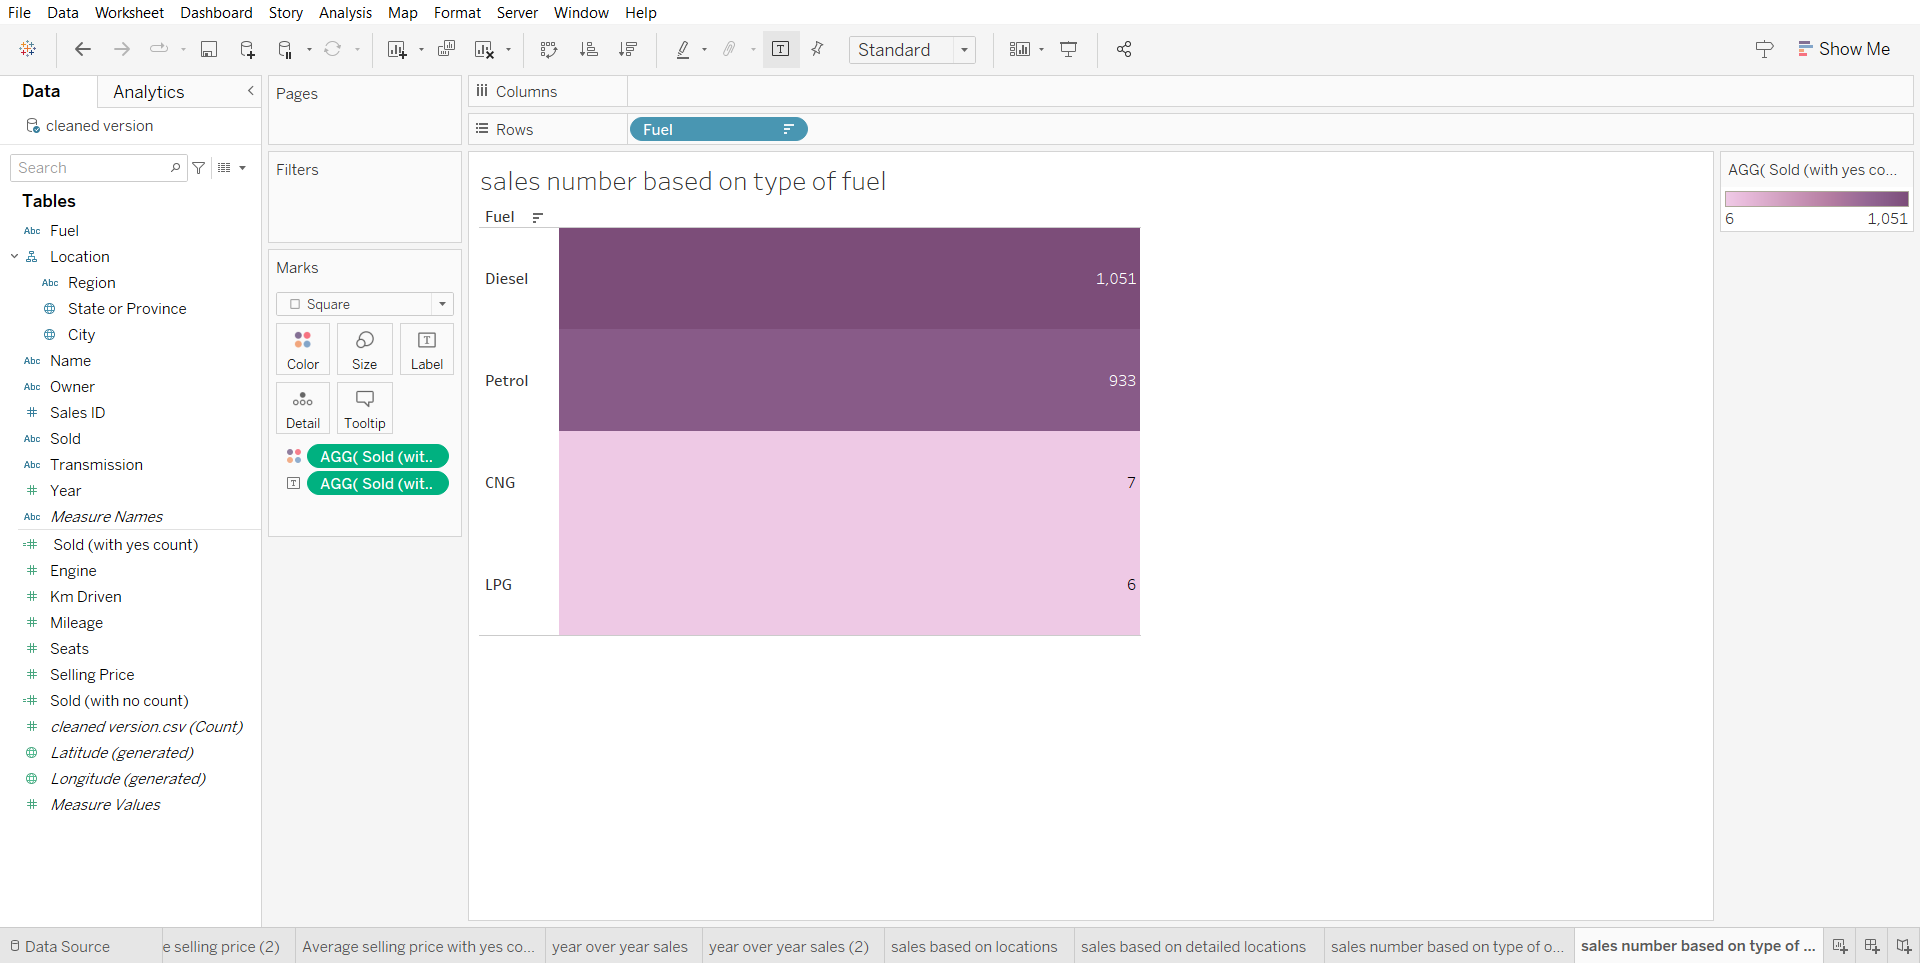 File Data Worksheet Dashboard Story Analysis Map Format Server Window Help
Standard
Show Me
Data
Analytics
cleaned version
Search
Tables
Abc Fuel
Location
Abc Region
State or Province
City
Abc Name
Abc Owner
# Sales ID
Abc Sold
Abc Transmission
# Year
Abc Measure Names
=# Sold (with yes count)
# Engine
# Km Driven
# Mileage
# Seats
# Selling Price
=# Sold (with no count)
# cleaned version.csv (Count)
Latitude (generated)
Longitude (generated)
# Measure Values
Pages
Filters
Marks
Square
Color
Size
T
Label
Detail
Tooltip
AGG( Sold (wit..
T AGG( Sold (wit..
Columns
Rows
Fuel
sales number based on type of fuel
Fuel
Diesel 1,051
Petrol 933
CNG 7
LPG 6
AGG( Sold (with yes co...
6 1,051
Data Source
e selling price (2)
Average selling price with yes co...
year over year sales
year over year sales (2)
sales based on locations
sales based on detailed locations
sales number based on type of o...
sales number based on type of ...